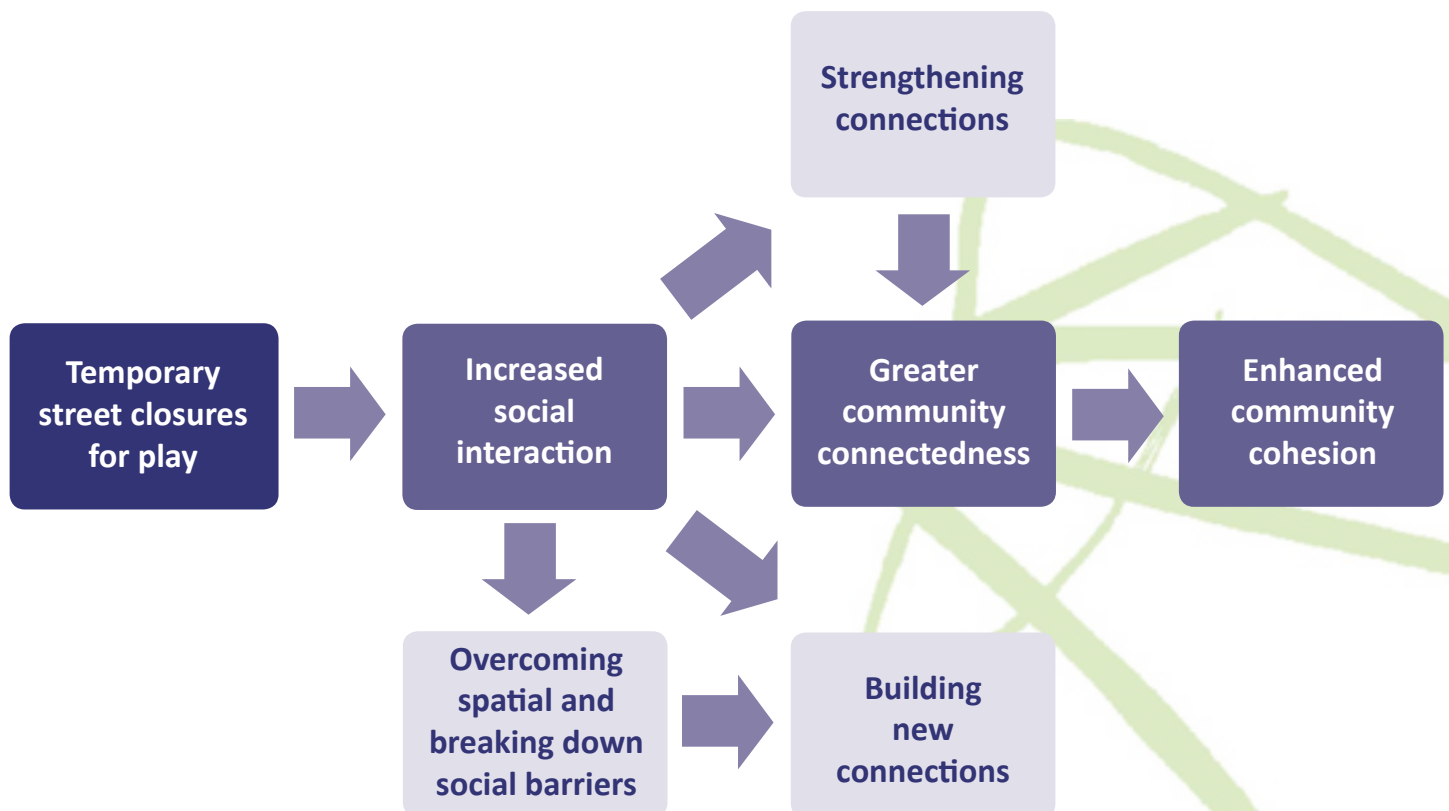 Strengthening
connections
Temporary
street closures
for play
Increased
social
interaction
Greater
community
connectedness
Enhanced
community
cohesion
Overcoming
spatial and
breaking down
social barriers
Building
new
connections